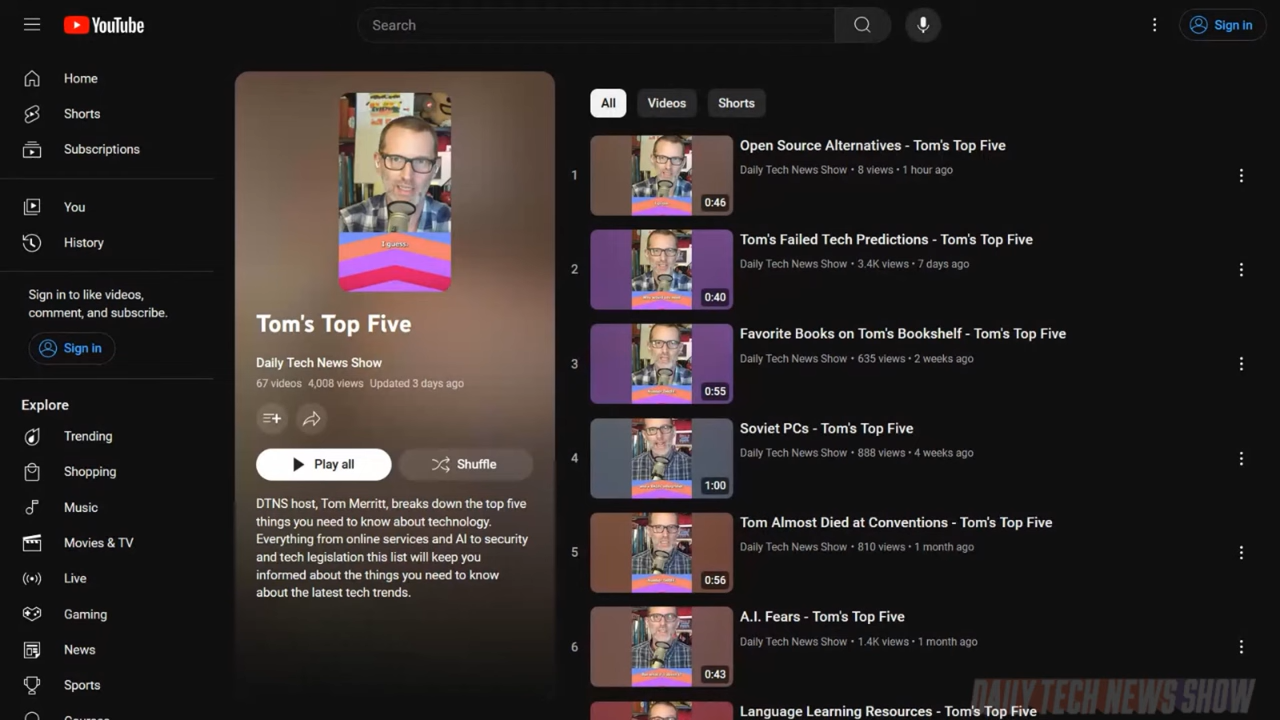 YouTube
Search
Sign in
Home
Shorts
Subscriptions
You
History
Sign in to like videos,
comment, and subscribe.
Sign in
Explore
Trending
Shopping
Music
Movies & TV
Live
Gaming
News
Sports
I guess.
Tom's Top Five
Daily Tech News Show
67 videos 4,008 views Updated 3 days ago
Play all
Shuffle
DTNS host, Tom Merritt, breaks down the top five
things you need to know about technology.
Everything from online services and AI to security
and tech legislation this list will keep you
informed about the things you need to know
about the latest tech trends.
All
Videos
Shorts
1
0:46
Open Source Alternatives - Tom's Top Five
Daily Tech News Show • 8 views • 1 hour ago
2
0:40
Tom's Failed Tech Predictions - Tom's Top Five
Daily Tech News Show • 3.4K views • 7 days ago
3
0:55
Favorite Books on Tom's Bookshelf - Tom's Top Five
Daily Tech News Show • 635 views • 2 weeks ago
4
1:00
Soviet PCs - Tom's Top Five
Daily Tech News Show • 888 views • 4 weeks ago
5
0:56
Tom Almost Died at Conventions - Tom's Top Five
Daily Tech News Show • 810 views • 1 month ago
6
0:43
A.I. Fears - Tom's Top Five
Daily Tech News Show • 1.4K views • 1 month ago
Language Learning Resources - Tom's Top Five
DAILY TECH NEWS SHOW